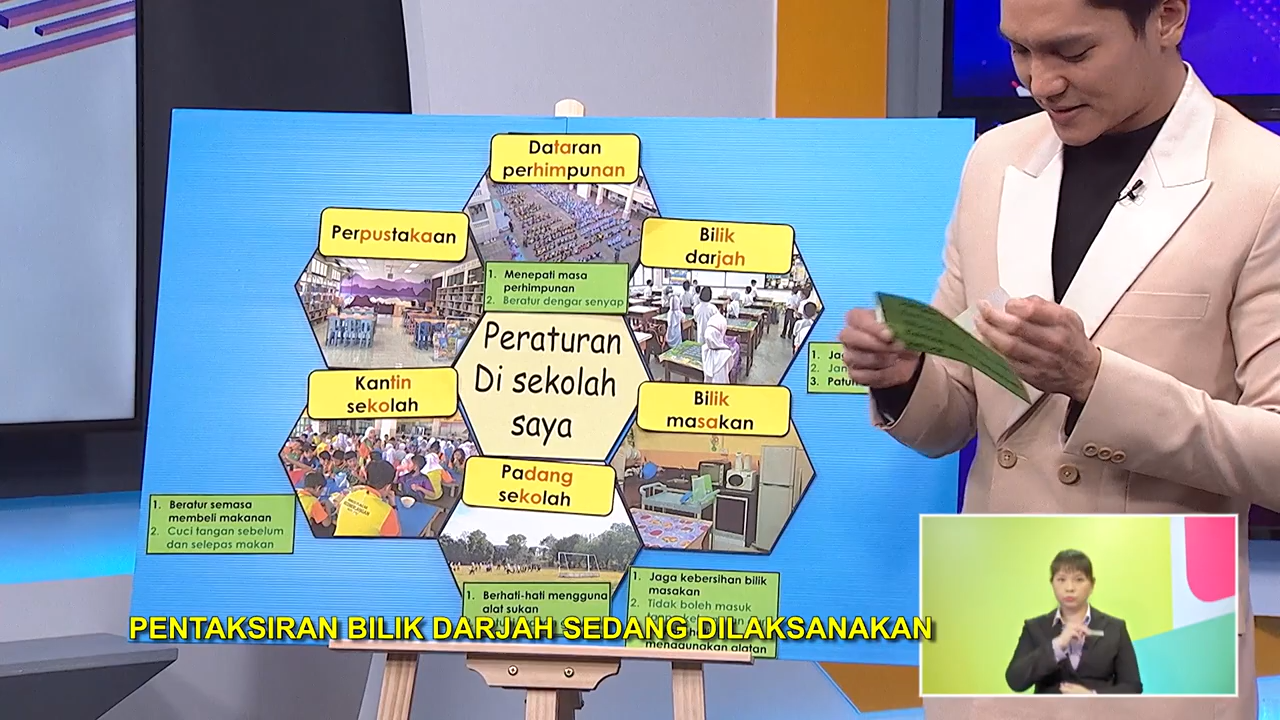 Dataran
perhimpunan
Perpustakaan
Bilik
darjah
1. Menepati masa
perhimpunan
2. Beratur dengar senyap
Peraturan
Di sekolah
saya
Kantin
sekolah
Bilik
masakan
1.
2.
3.
Padang
sekolah
1. Beratur semasa
membeli makanan
2. Cuci tangan sebelum
dan selepas makan
1. Berhati-hati mengguna
alat sukan
1. Jaga kebersihan bilik
masakan
2. Tidak boleh masuk
menggunakan alatan
PENTAKSIRAN BILIK DARJAH SEDANG DILAKSANAKAN